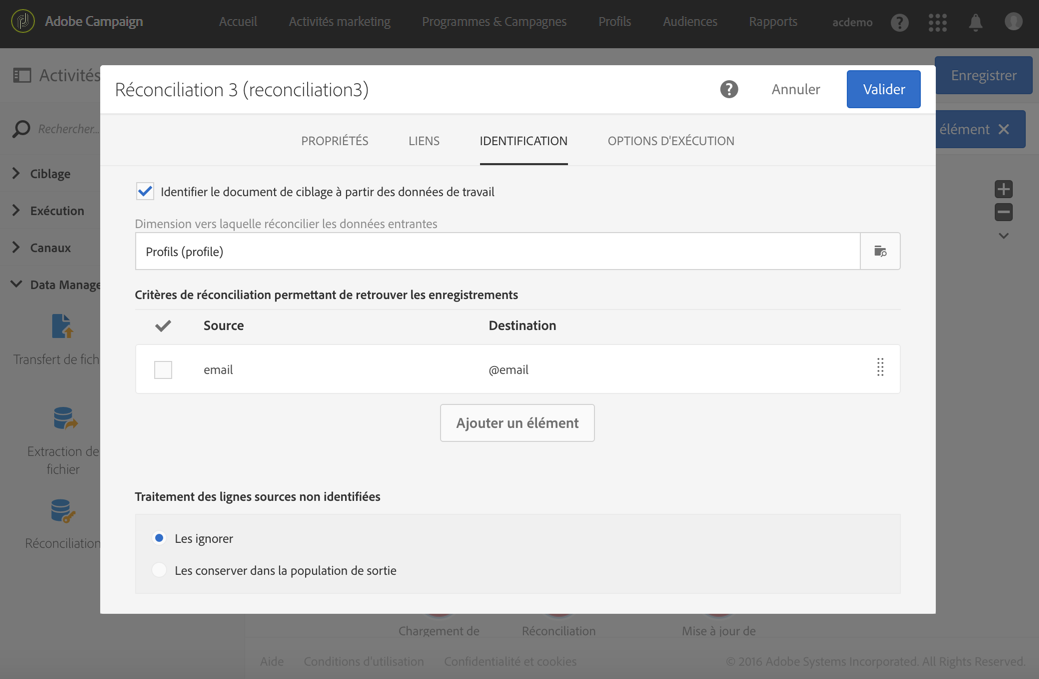 Adobe Campaign
Accueil
Activités marketing
Programmes & Campagnes
Profils
Audiences
Rapports
acdemo
?
Activités
Enregistrer
Réconciliation 3 (reconciliation3)
?
Annuler
Valider
Rechercher...
élément
PROPRIÉTÉS
LIENS
IDENTIFICATION
OPTIONS D'EXÉCUTION
Ciblage
Exécution
Canaux
Data Manage
Transfert de fich
Extraction de
fichier
Réconciliation
Identifier le document de ciblage à partir des données de travail
Dimension vers laquelle réconcilier les données entrantes
Profils (profile)
Critères de réconciliation permettant de retrouver les enregistrements
Source
Destination
email
@email
Ajouter un élément
Traitement des lignes sources non identifiées
Les ignorer
Les conserver dans la population de sortie
Chargement de
Réconciliation
Mise à jour de
Aide
Conditions d'utilisation
Confidentialité et cookies
© 2016 Adobe Systems Incorporated. All Rights Reserved.